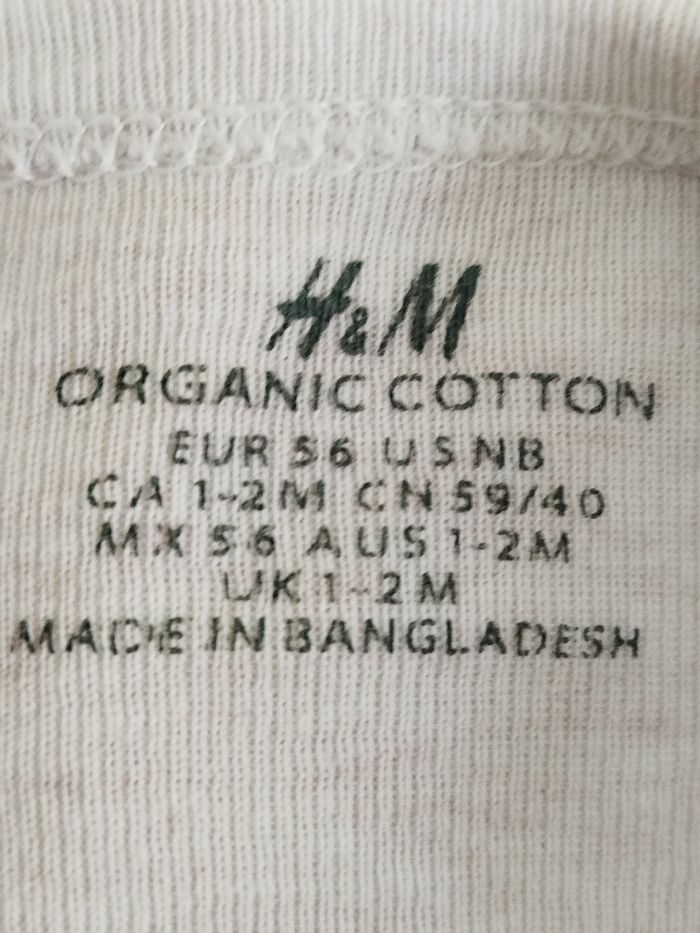 H&M
ORGANIC COTTON
EUR 56 US NB
CA 1-2M CN 59/40
MX 56 AUS 1-2M
UK 1-2M
MADE IN BANGLADESH